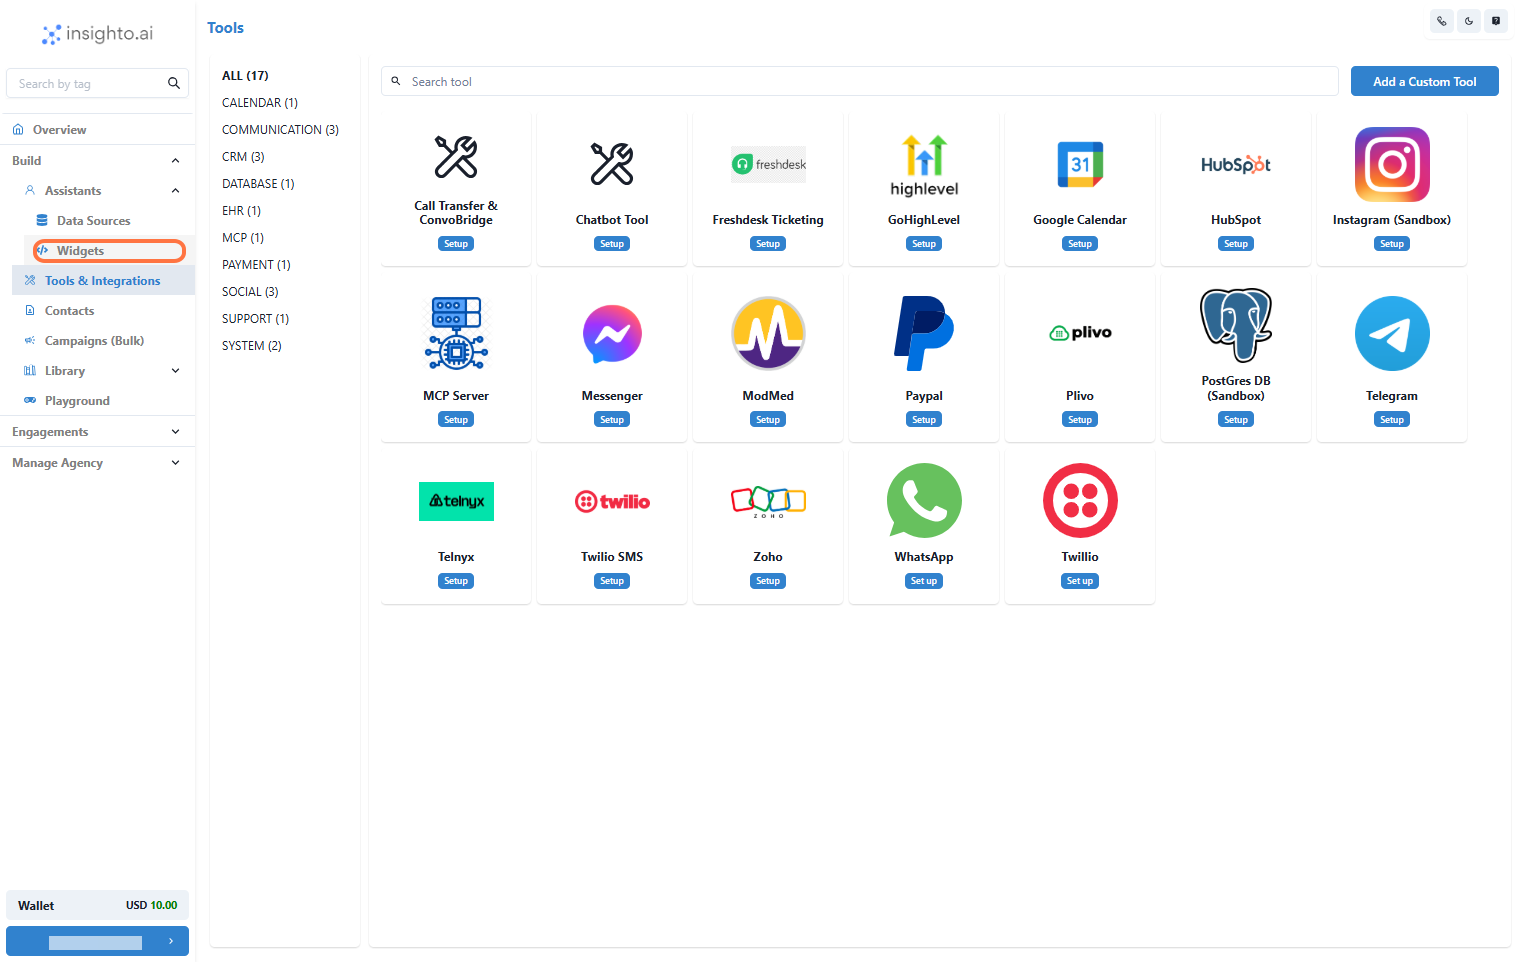 insighto.ai
Search by tag
Overview
Build
Assistants
Data Sources
Widgets
Tools & Integrations
Contacts
Campaigns (Bulk)
Library
Playground
Engagements
Manage Agency
Wallet USD 10.00
Tools
ALL (17)
CALENDAR (1)
COMMUNICATION (3)
CRM (3)
DATABASE (1)
EHR (1)
MCP (1)
PAYMENT (1)
SOCIAL (3)
SUPPORT (1)
SYSTEM (2)
Search tool
Add a Custom Tool
Call Transfer &
ConvoBridge
Setup
Chatbot Tool
Setup
freshdesk
Freshdesk Ticketing
Setup
highlevel
GoHighLevel
Setup
31
Google Calendar
Setup
HubSpot
HubSpot
Setup
Instagram (Sandbox)
Setup
MCP Server
Setup
Messenger
Setup
ModMed
Setup
Paypal
Setup
plivo
Plivo
Setup
PostGres DB
(Sandbox)
Setup
Telegram
Setup
telnyx
Telnyx
Setup
twilio
Twilio SMS
Setup
ZOHO
Zoho
Setup
WhatsApp
Set up
Twillio
Set up